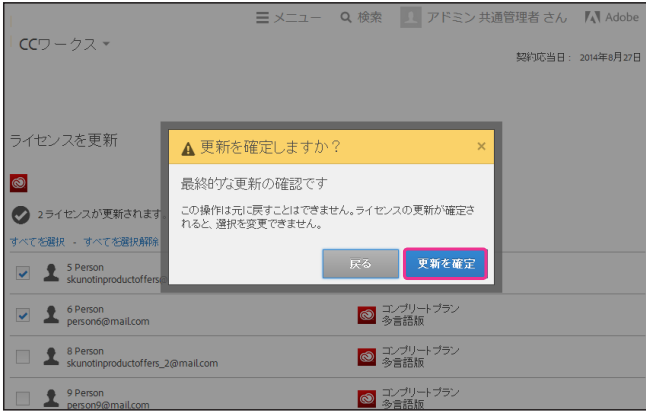 メニュー 検索 アドミン 共通管理者 さん Adobe
CCワークス
契約応当日： 2014年8月27日
ライセンスを更新
更新を確定しますか？ ×
最終的な更新の確認です
この操作は元に戻すことはできません。ライセンスの更新が確定さ
れると、選択を変更できません。
戻る 更新を確定
2ライセンスが更新されます
すべてを選択 - すべてを選択解除
5 Person
skunotinproductoffers
6 Person
person6@mail.com
コンプリートプラン
多言語版
8 Person
skunotinproductoffers_2@mail.com
コンプリートプラン
多言語版
9 Person
person9@mail.com
コンプリートプラン
多言語版